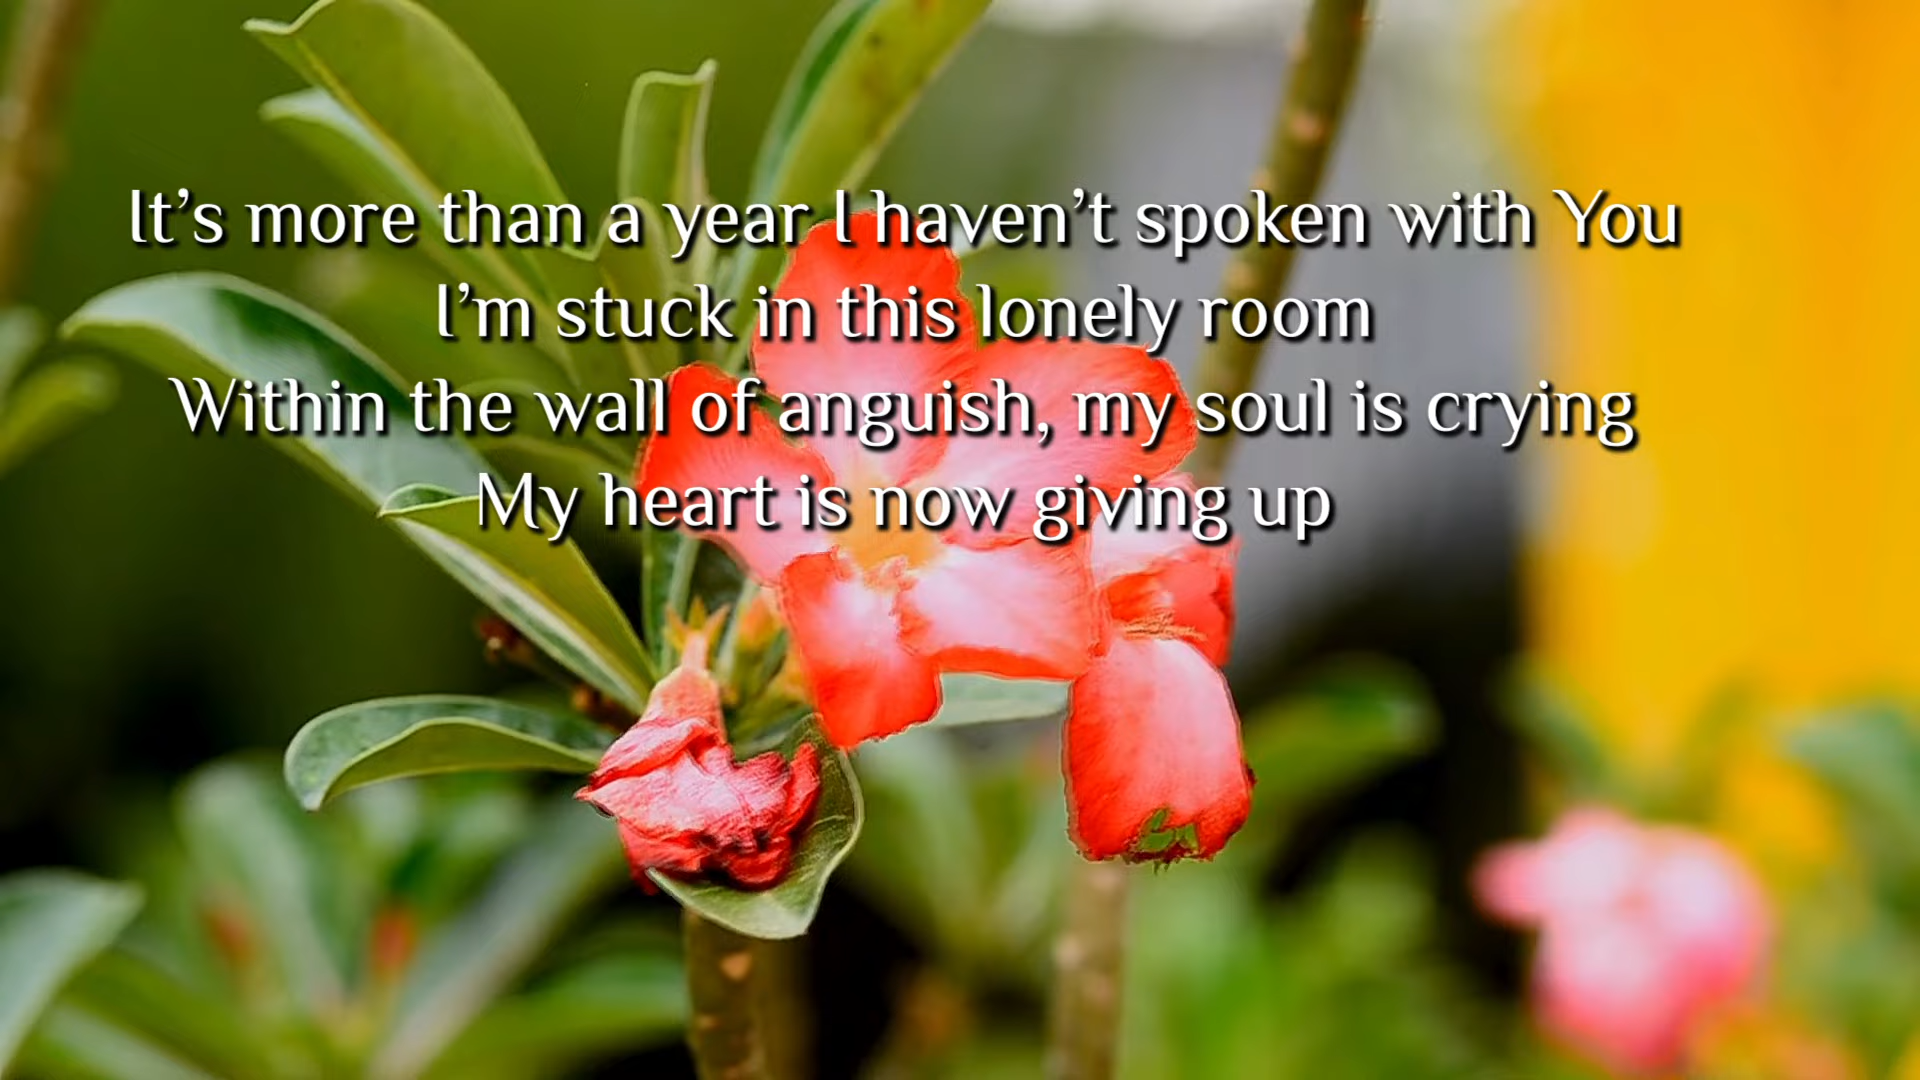 It’s more than a year I haven’t spoken with You
I’m stuck in this lonely room
Within the wall of anguish, my soul is crying
My heart is now giving up